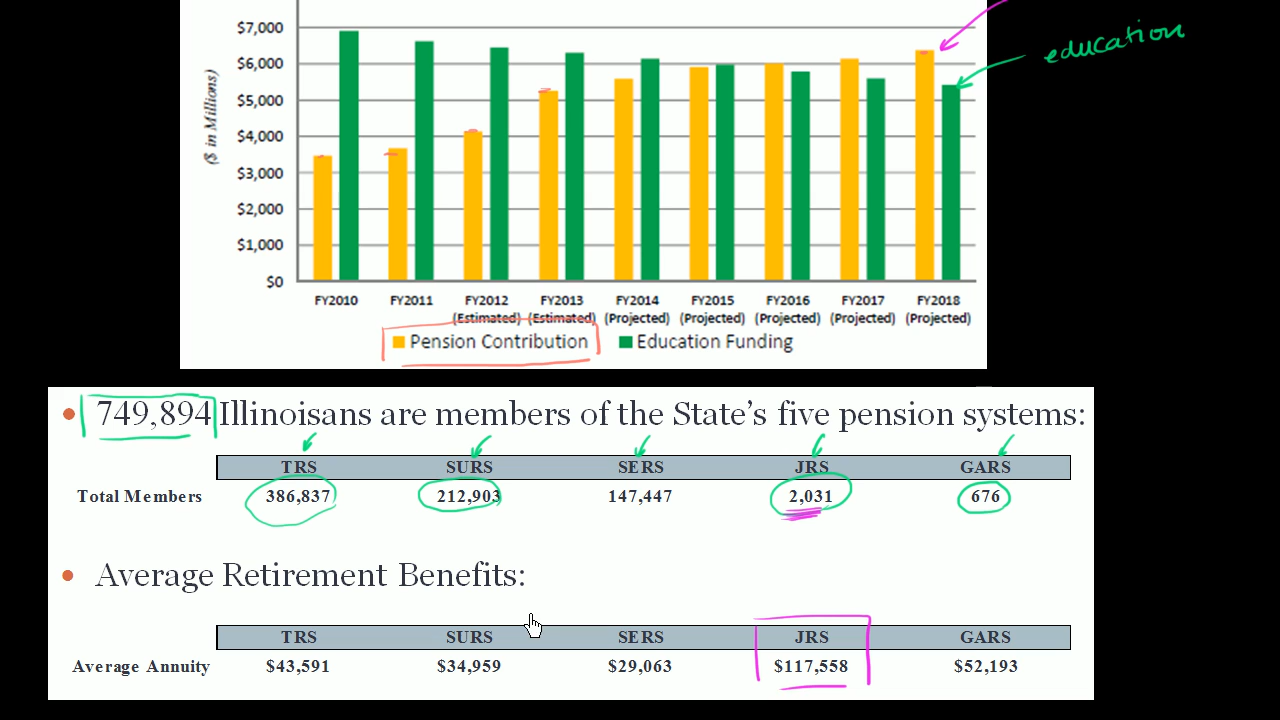 $7,000
education
$6,000
$5,000
($ in Millions)
$4,000
$3,000
$2,000
$1,000
$0
FY2010 FY2011 FY2012 FY2013 FY2014 FY2015 FY2016 FY2017 FY2018
(Estimated) (Estimated) (Projected) (Projected) (Projected) (Projected) (Projected)
Pension Contribution Education Funding
• 749,894 Illinoisans are members of the State's five pension systems:
TRS SURS SERS JRS GARS
Total Members 386,837 212,903 147,447 2,031 676
• Average Retirement Benefits:
TRS SURS SERS JRS GARS
Average Annuity $43,591 $34,959 $29,063 $117,558 $52,193